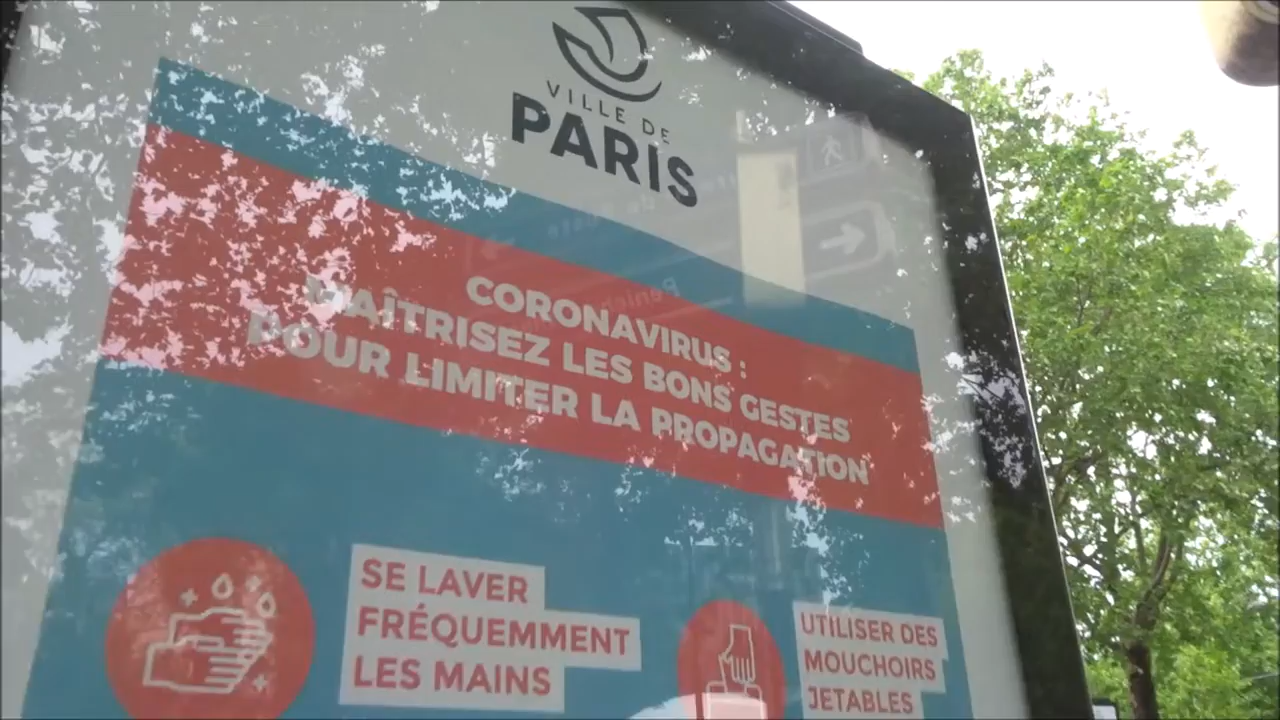 VILLE DE
PARIS
CORONAVIRUS :
MAÎTRISEZ LES BONS GESTES
POUR LIMITER LA PROPAGATION
SE LAVER
FRÉQUEMMENT
LES MAINS
UTILISER DES
MOUCHOIRS
JETABLES